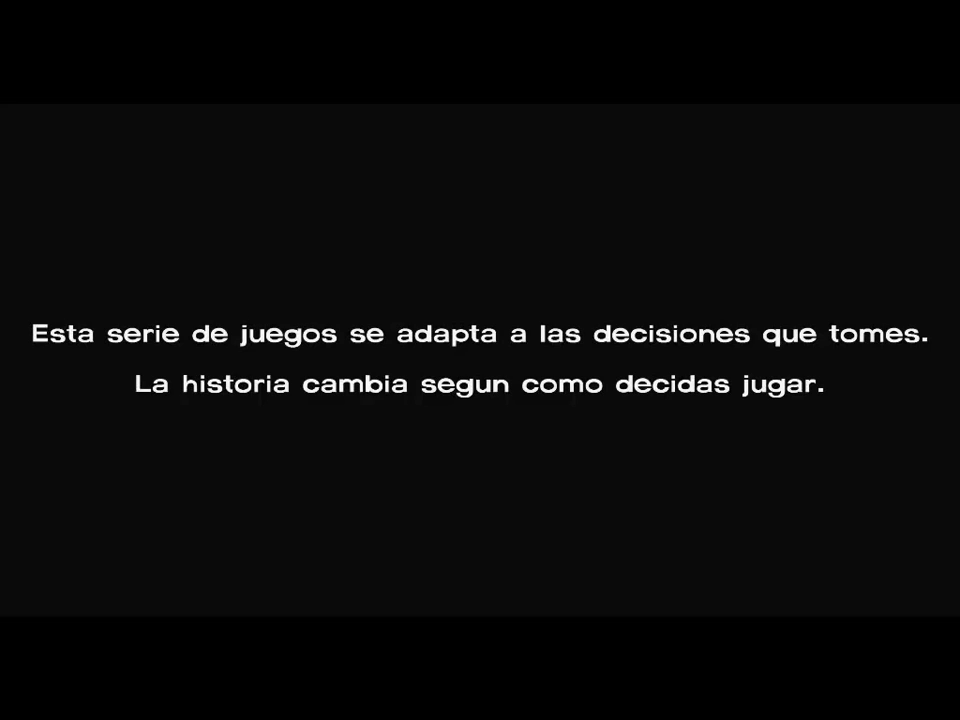 Esta serie de juegos se adapta a las decisiones que tomes.
La historia cambia segun como decidas jugar.